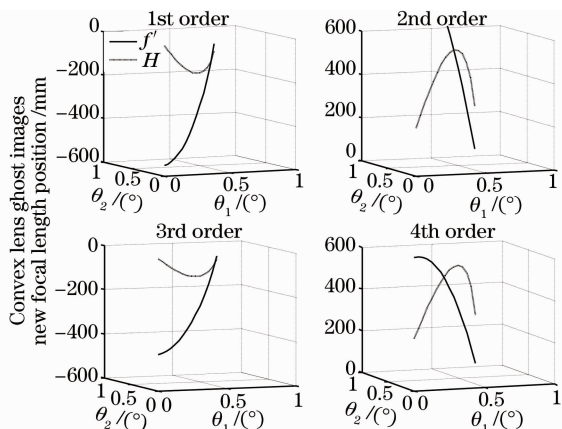 Convex lens ghost images
new focal length position /mm
1st order
f′
H
0
−200
−400
−600
1
0.5
0
0
0.5
1
θ2 /(°)
θ1 /(°)
2nd order
600
400
200
0
1
0.5
0
0
0.5
1
θ2 /(°)
θ1 /(°)
3rd order
0
−200
−400
−600
1
0.5
0
0
0.5
1
θ2 /(°)
θ1 /(°)
4th order
600
400
200
0
1
0.5
0
0
0.5
1
θ2 /(°)
θ1 /(°)